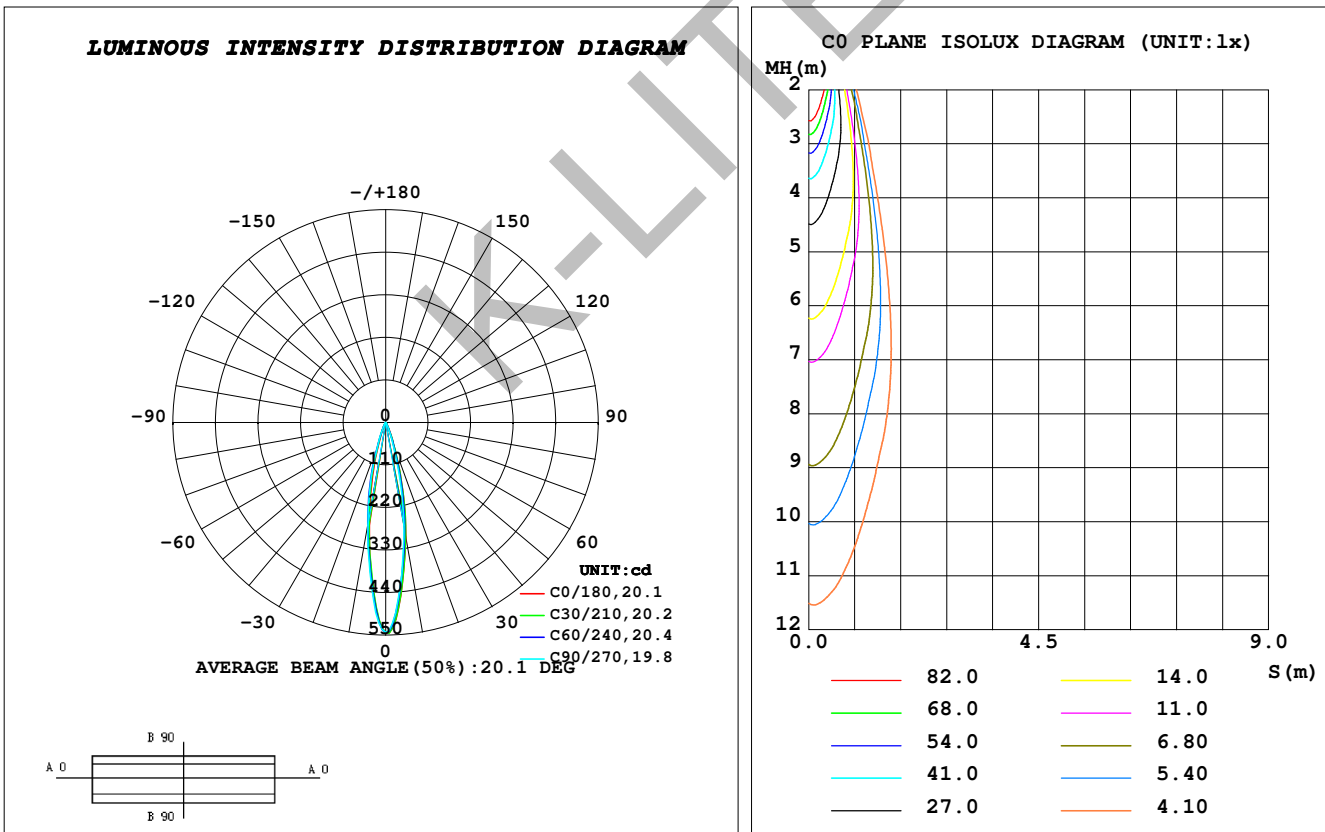 LUMINOUS INTENSITY DISTRIBUTION DIAGRAM
-/+180
-150 150
-120 120
-90 0 90
110
220
-60 330 60
440
-30 550 30
0
UNIT:cd
C0/180,20.1
C30/210,20.2
C60/240,20.4
C90/270,19.8
AVERAGE BEAM ANGLE(50%):20.1 DEG
B 90
A 0 A 0
B 90
C0 PLANE ISOLUX DIAGRAM (UNIT:lx)
MH(m)
2
3
4
5
6
7
8
9
10
11
12
0.0 4.5 9.0
S(m)
82.0 14.0
68.0 11.0
54.0 6.80
41.0 5.40
27.0 4.10
K-LITE